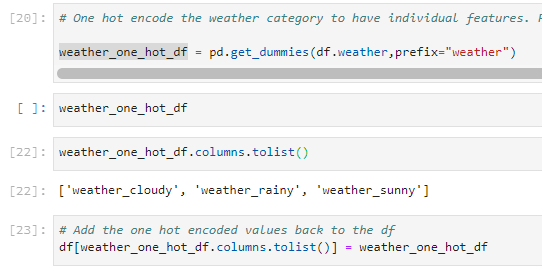 [20]: # One hot encode the weather category to have individual features.
weather_one_hot_df = pd.get_dummies(df.weather,prefix="weather")
[ ]: weather_one_hot_df
[22]: weather_one_hot_df.columns.tolist()
[22]: ['weather_cloudy', 'weather_rainy', 'weather_sunny']
[23]: # Add the one hot encoded values back to the df
df[weather_one_hot_df.columns.tolist()] = weather_one_hot_df